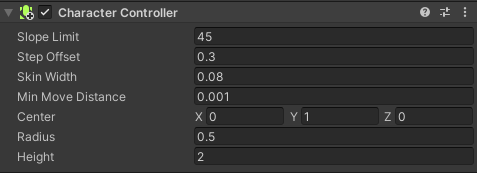 Character Controller
Slope Limit 45
Step Offset 0.3
Skin Width 0.08
Min Move Distance 0.001
Center X 0 Y 1 Z 0
Radius 0.5
Height 2